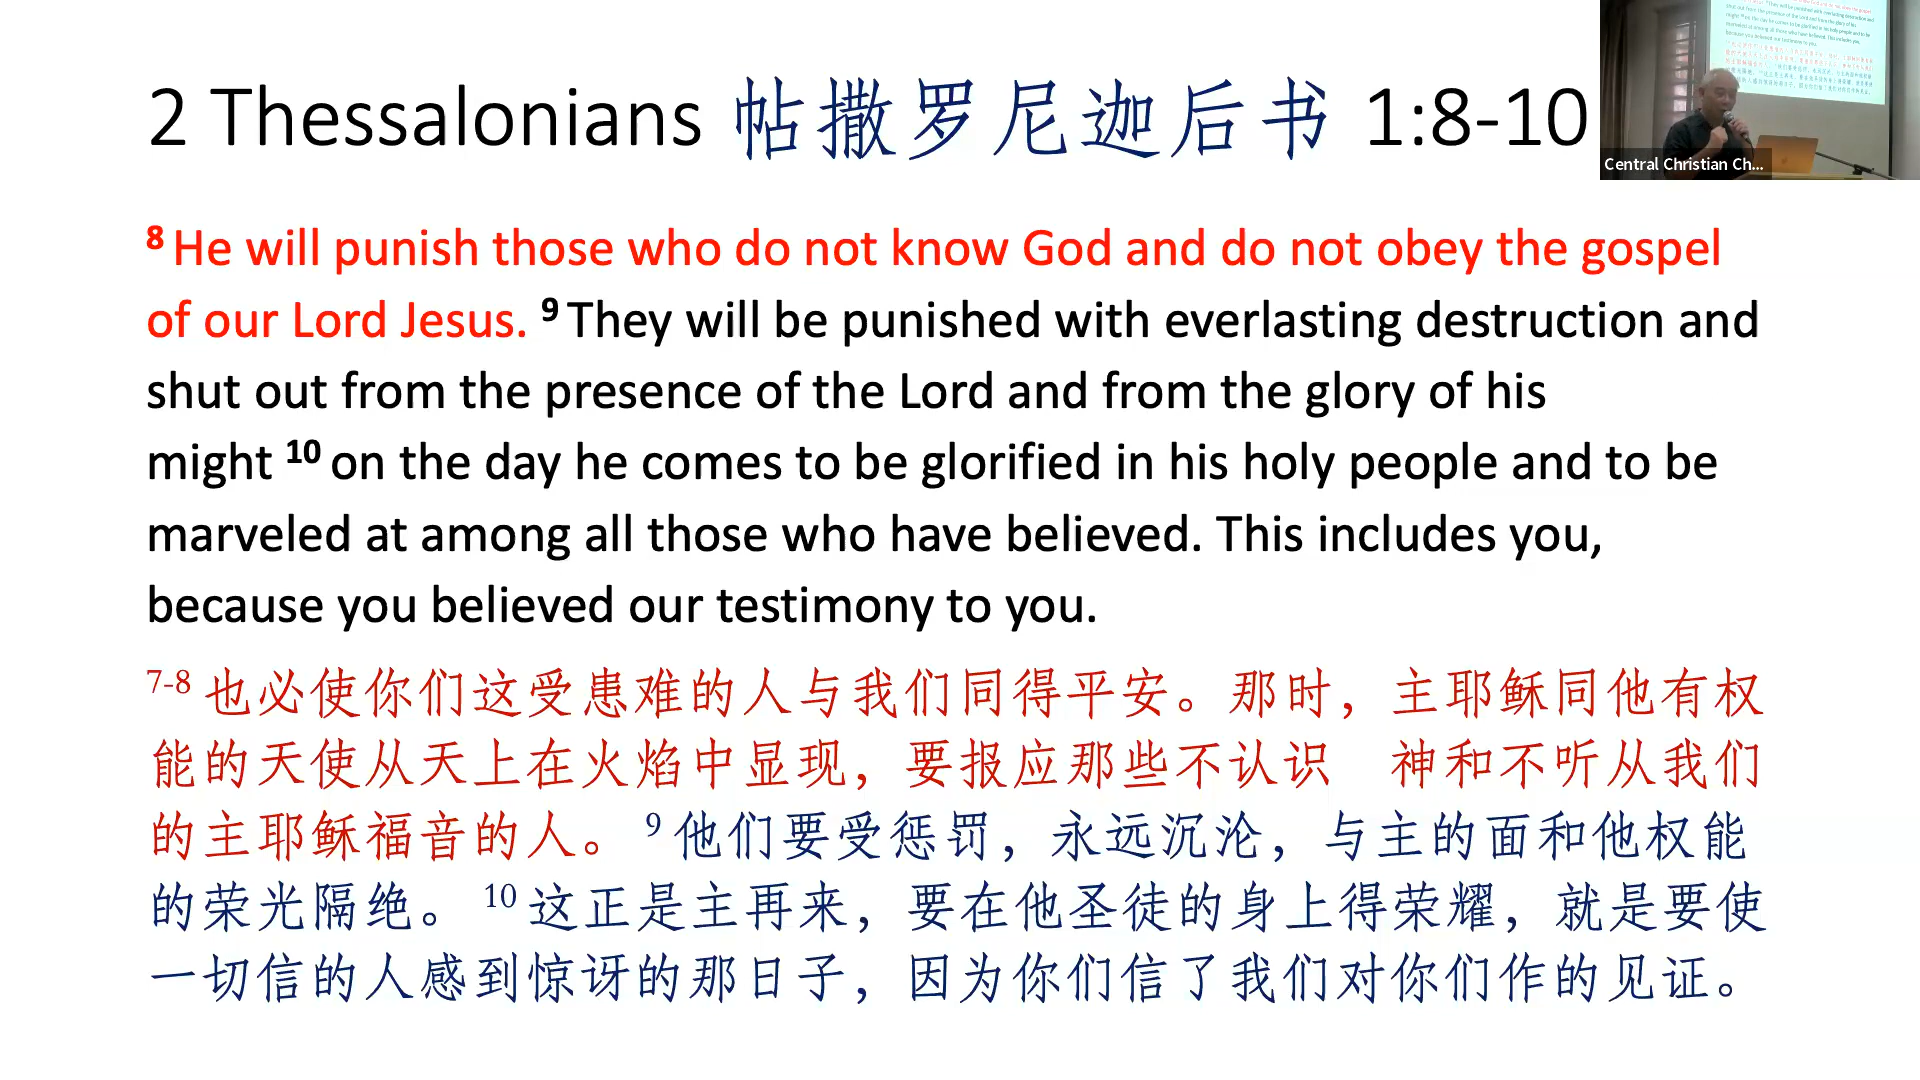 2 Thessalonians 帖撒罗尼迦后书 1:8-10
Central Christian Ch...
8 He will punish those who do not know God and do not obey the gospel
of our Lord Jesus. 9 They will be punished with everlasting destruction and
shut out from the presence of the Lord and from the glory of his
might 10 on the day he comes to be glorified in his holy people and to be
marveled at among all those who have believed. This includes you,
because you believed our testimony to you.
7-8 也必使你们这受患难的人与我们同得平安。那时，主耶稣同他有权
能的天使从天上在火焰中显现，要报应那些不认识　神和不听从我们
的主耶稣福音的人。 9 他们要受惩罚，永远沉沦，与主的面和他权能
的荣光隔绝。 10 这正是主再来，要在他圣徒的身上得荣耀，就是要使
一切信的人感到惊讶的那日子，因为你们信了我们对你们作的见证。